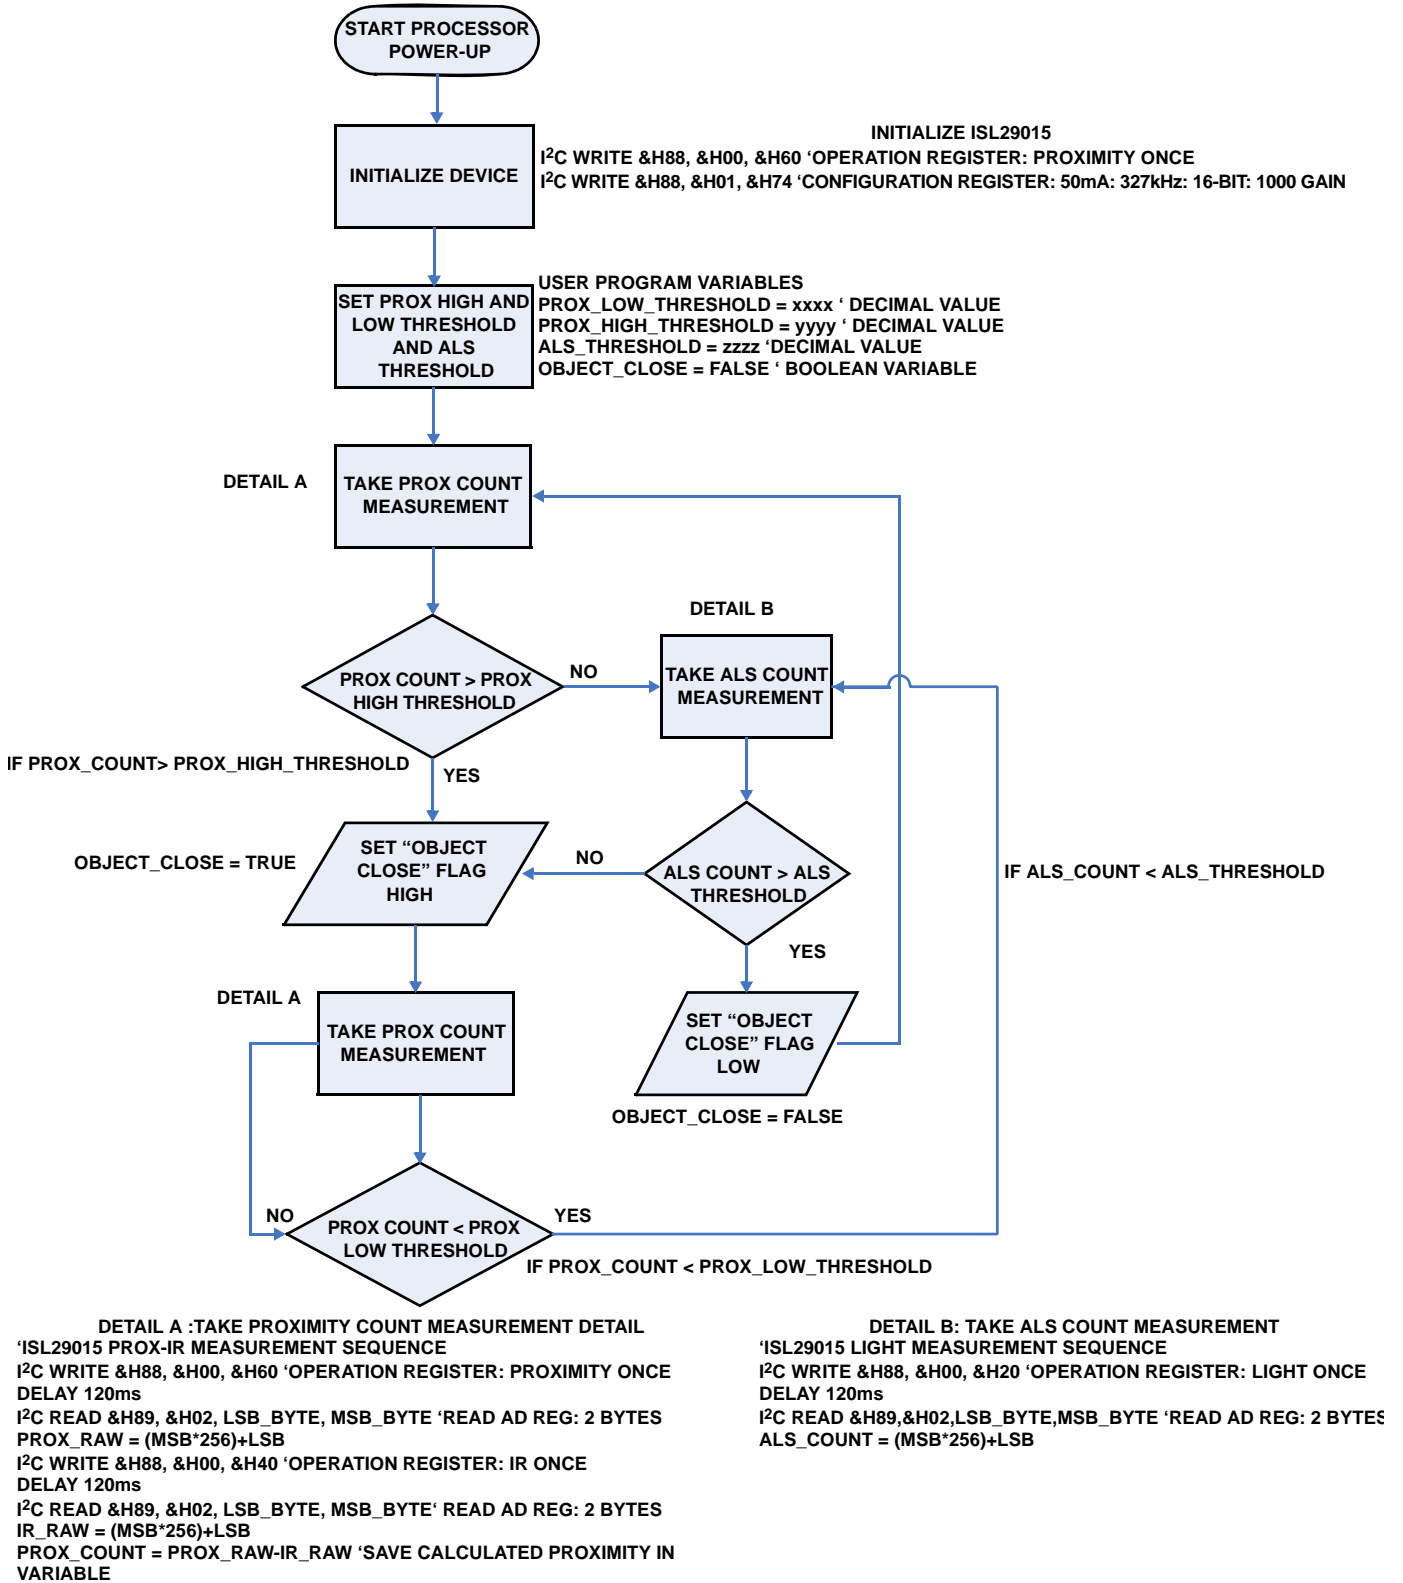 START PROCESSOR
POWER-UP
INITIALIZE DEVICE
INITIALIZE ISL29015
I2C WRITE &H88, &H00, &H60 ‘OPERATION REGISTER: PROXIMITY ONCE
I2C WRITE &H88, &H01, &H74 ‘CONFIGURATION REGISTER: 50mA: 327kHz: 16-BIT: 1000 GAIN
SET PROX HIGH AND
LOW THRESHOLD
AND ALS
THRESHOLD
USER PROGRAM VARIABLES
PROX_LOW_THRESHOLD = xxxx ‘ DECIMAL VALUE
PROX_HIGH_THRESHOLD = yyyy ‘ DECIMAL VALUE
ALS_THRESHOLD = zzzz ‘DECIMAL VALUE
OBJECT_CLOSE = FALSE ‘ BOOLEAN VARIABLE
DETAIL A
TAKE PROX COUNT
MEASUREMENT
DETAIL B
PROX COUNT > PROX
HIGH THRESHOLD
NO
TAKE ALS COUNT
MEASUREMENT
IF PROX_COUNT> PROX_HIGH_THRESHOLD
YES
OBJECT_CLOSE = TRUE
SET “OBJECT
CLOSE” FLAG
HIGH
NO
ALS COUNT > ALS
THRESHOLD
IF ALS_COUNT < ALS_THRESHOLD
YES
DETAIL A
TAKE PROX COUNT
MEASUREMENT
SET “OBJECT
CLOSE” FLAG
LOW
OBJECT_CLOSE = FALSE
NO
PROX COUNT < PROX
LOW THRESHOLD
YES
IF PROX_COUNT < PROX_LOW_THRESHOLD
DETAIL A :TAKE PROXIMITY COUNT MEASUREMENT DETAIL
‘ISL29015 PROX-IR MEASUREMENT SEQUENCE
I2C WRITE &H88, &H00, &H60 ‘OPERATION REGISTER: PROXIMITY ONCE
DELAY 120ms
I2C READ &H89, &H02, LSB_BYTE, MSB_BYTE ‘READ AD REG: 2 BYTES
PROX_RAW = (MSB*256)+LSB
I2C WRITE &H88, &H00, &H40 ‘OPERATION REGISTER: IR ONCE
DELAY 120ms
I2C READ &H89, &H02, LSB_BYTE, MSB_BYTE‘ READ AD REG: 2 BYTES
IR_RAW = (MSB*256)+LSB
PROX_COUNT = PROX_RAW-IR_RAW ‘SAVE CALCULATED PROXIMITY IN
VARIABLE
DETAIL B: TAKE ALS COUNT MEASUREMENT
‘ISL29015 LIGHT MEASUREMENT SEQUENCE
I2C WRITE &H88, &H00, &H20 ‘OPERATION REGISTER: LIGHT ONCE
DELAY 120ms
I2C READ &H89,&H02,LSB_BYTE,MSB_BYTE ‘READ AD REG: 2 BYTES
ALS_COUNT = (MSB*256)+LSB